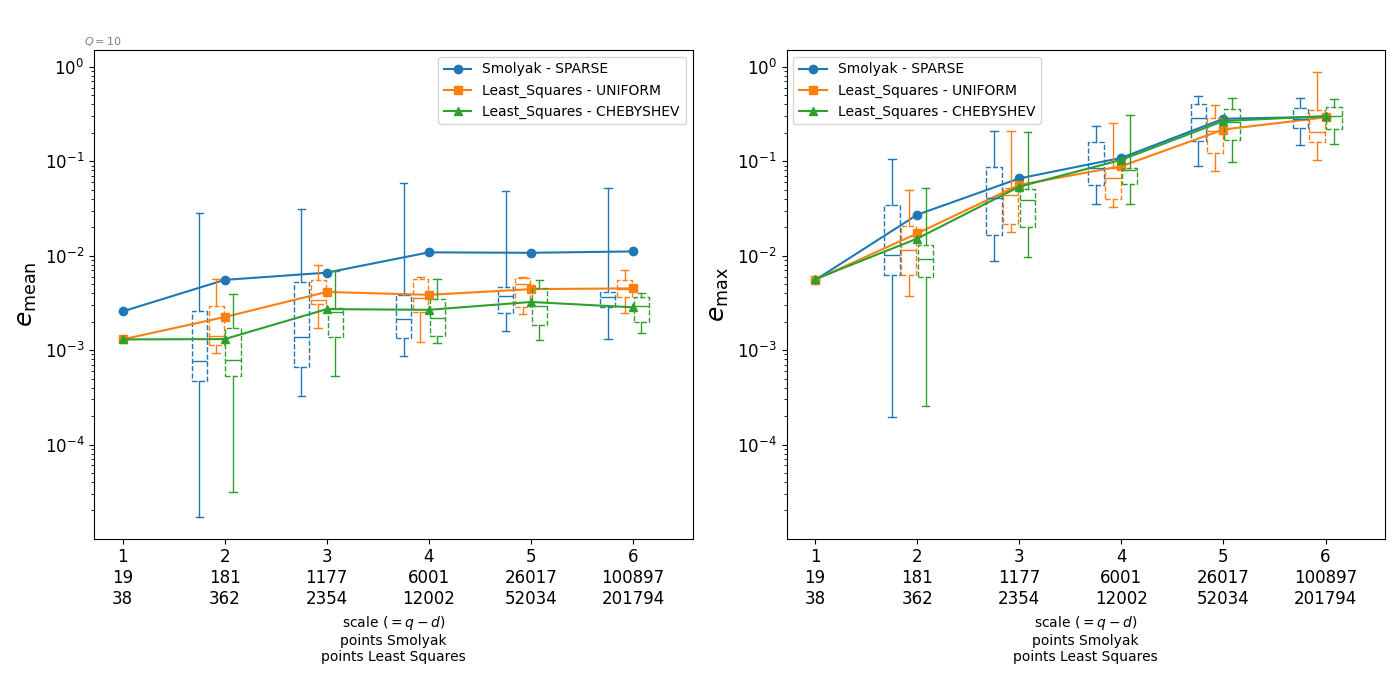 Q = 10
Smolyak - SPARSE
Least_Squares - UNIFORM
Least_Squares - CHEBYSHEV
10^0
10^-1
10^-2
10^-3
10^-4
e_mean
1 2 3 4 5 6
19 181 1177 6001 26017 100897
38 362 2354 12002 52034 201794
scale (= q − d)
points Smolyak
points Least Squares
Smolyak - SPARSE
Least_Squares - UNIFORM
Least_Squares - CHEBYSHEV
10^0
10^-1
10^-2
10^-3
10^-4
e_max
1 2 3 4 5 6
19 181 1177 6001 26017 100897
38 362 2354 12002 52034 201794
scale (= q − d)
points Smolyak
points Least Squares